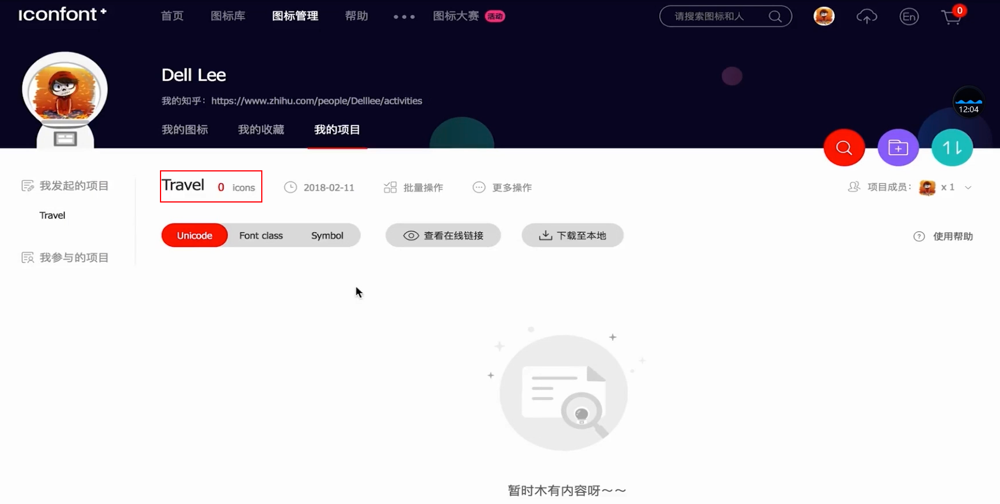 iconfont+
首页 图标库 图标管理 帮助 ••• 图标大赛 活动 请搜索图标和人 En 0
Dell Lee
我的知乎：https://www.zhihu.com/people/Delllee/activities
12:04
我的图标 我的收藏 我的项目
我发起的项目
Travel
我参与的项目
Travel 0 icons 2018-02-11 批量操作 更多操作 项目成员： x 1
Unicode Font class Symbol 查看在线链接 下载至本地 使用帮助
暂时木有内容呀～～